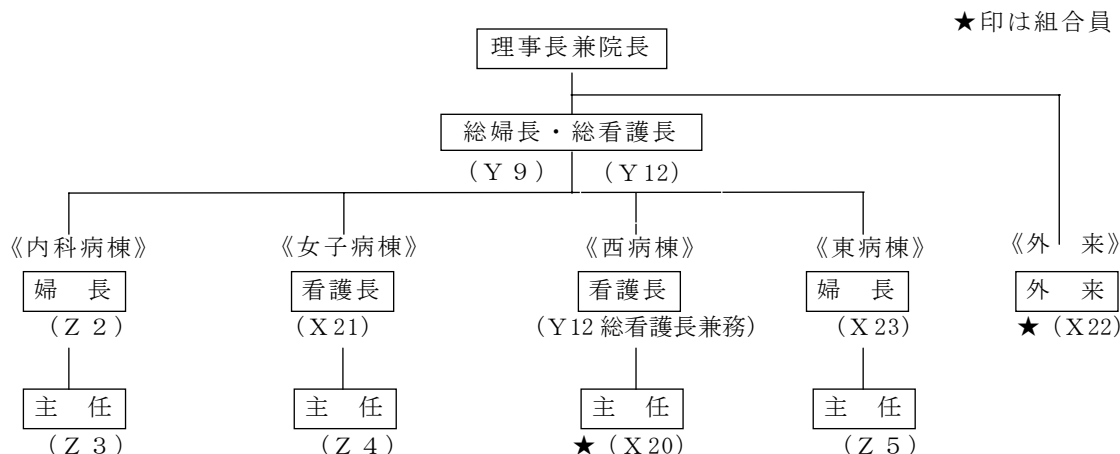 ★印は組合員
理事長兼院長
総婦長・総看護長
（Ｙ９） （Ｙ12）
《内科病棟》 《女子病棟》 《西病棟》 《東病棟》 《外　来》
婦　長 看護長 看護長 婦　長 外　来
（Ｚ２） （Ｘ21） （Ｙ12総看護長兼務） （Ｘ23） ★（Ｘ22）
主　任 主　任 主　任 主　任
（Ｚ３） （Ｚ４） ★（Ｘ20） （Ｚ５）